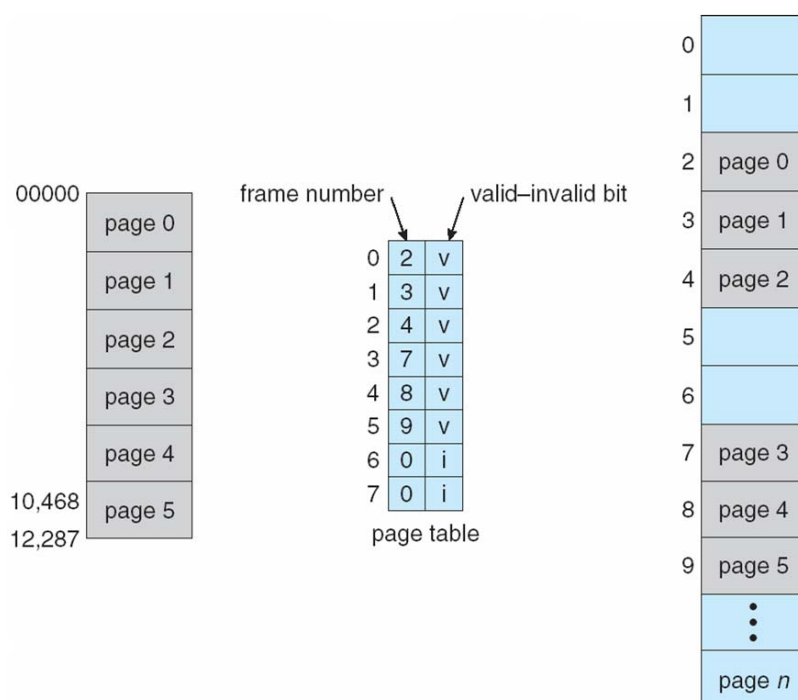 00000
page 0
page 1
page 2
page 3
page 4
10,468
page 5
12,287
frame number
valid–invalid bit
0 2 v
1 3 v
2 4 v
3 7 v
4 8 v
5 9 v
6 0 i
7 0 i
page table
0
1
2 page 0
3 page 1
4 page 2
5
6
7 page 3
8 page 4
9 page 5
page n